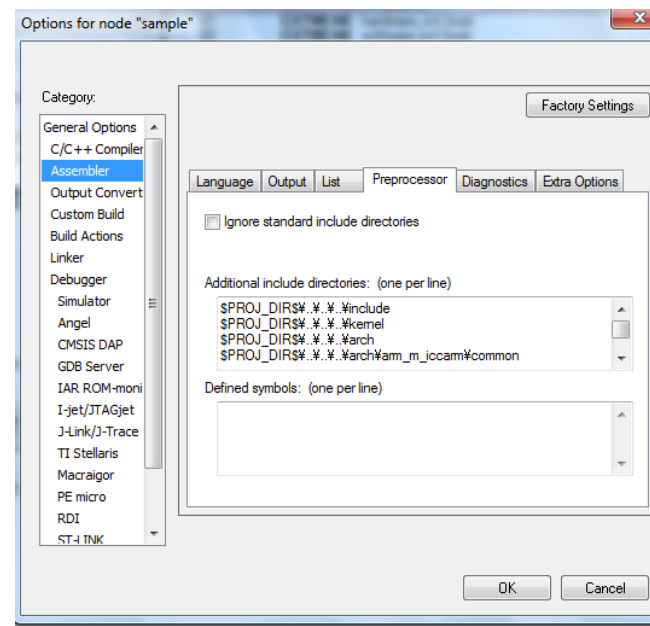 Options for node "sample"
Category:
Factory Settings
General Options
C/C++ Compiler
Assembler
Output Convert
Custom Build
Build Actions
Linker
Debugger
Simulator
Angel
CMSIS DAP
GDB Server
IAR ROM-moni
I-jet/JTAGjet
J-Link/J-Trace
TI Stellaris
Macraigor
PE micro
RDI
ST-LINK
Language Output List Preprocessor Diagnostics Extra Options
Ignore standard include directories
Additional include directories: (one per line)
$PROJ_DIR$¥..¥..¥..¥include
$PROJ_DIR$¥..¥..¥..¥kernel
$PROJ_DIR$¥..¥..¥..¥arch
$PROJ_DIR$¥..¥..¥..¥arch¥arm_m_iccarm¥common
Defined symbols: (one per line)
OK Cancel